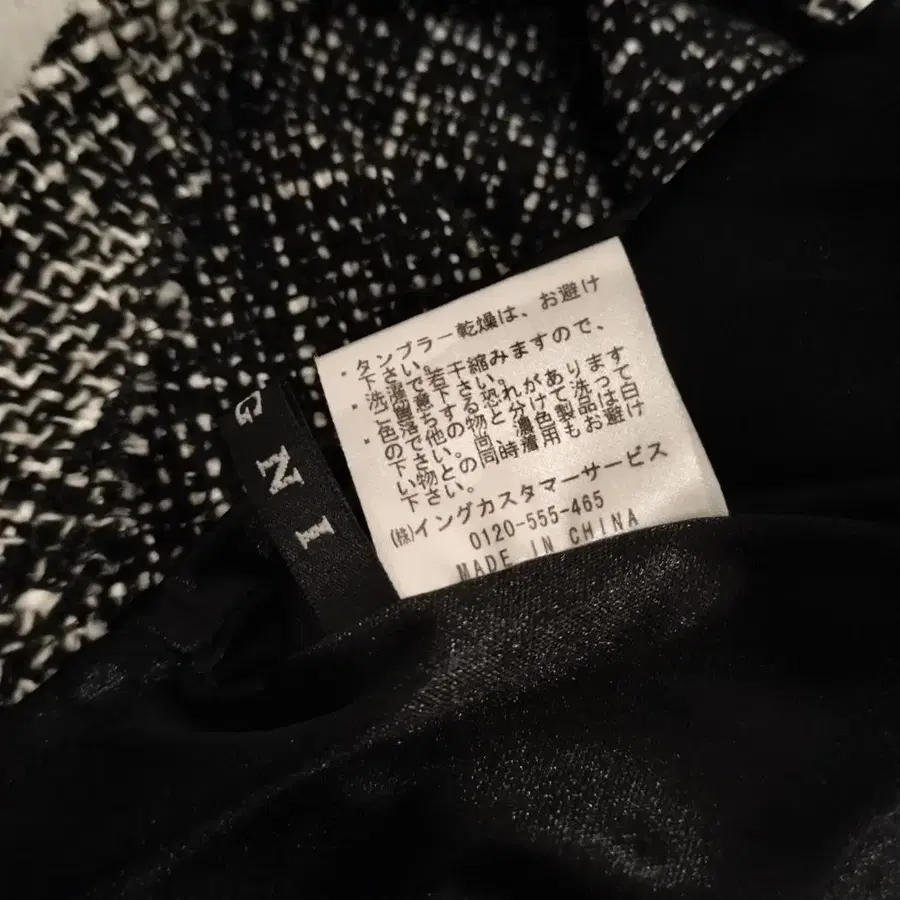 ・タンブラー乾燥は、お避け
下さい。
・洗濯で若干縮みますので、
ご留意下さい。
・色落ちする恐れがあります
ので他の物と分けて洗って
下さい。尚、濃色製品は白
い物との同時着用もお避け
下さい。
(株)イングカスタマーサービス
0120-555-465
MADE IN CHINA
INGNI